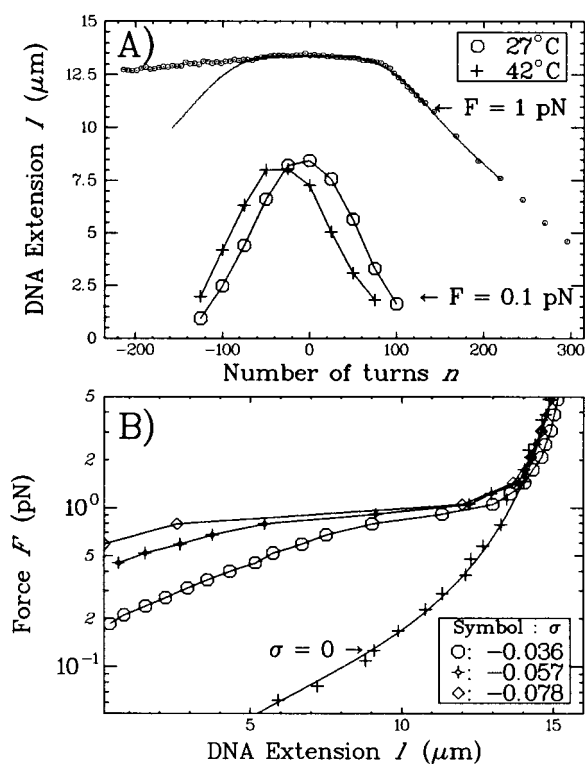 A)
○ 27°C
+ 42°C
DNA Extension l (μm)
15
12.5
10
7.5
5
2.5
0
← F = 1 pN
← F = 0.1 pN
−200 −100 0 100 200 300
Number of turns n
B)
Force F (pN)
5
2
10⁰
5
2
10⁻¹
σ = 0 →
Symbol : σ
○: −0.036
✧: −0.057
◇: −0.078
5 10 15
DNA Extension l (μm)